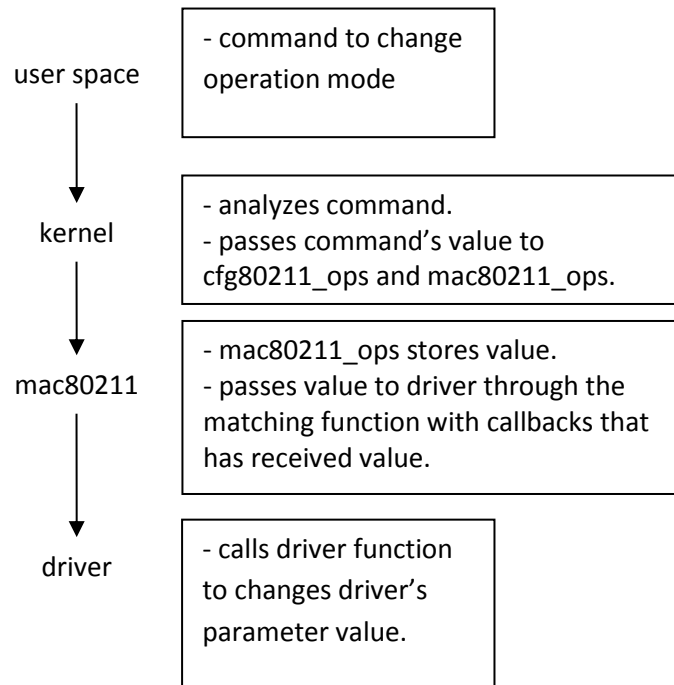 user space
- command to change
operation mode
kernel
- analyzes command.
- passes command’s value to
cfg80211_ops and mac80211_ops.
mac80211
- mac80211_ops stores value.
- passes value to driver through the
matching function with callbacks that
has received value.
driver
- calls driver function
to changes driver’s
parameter value.